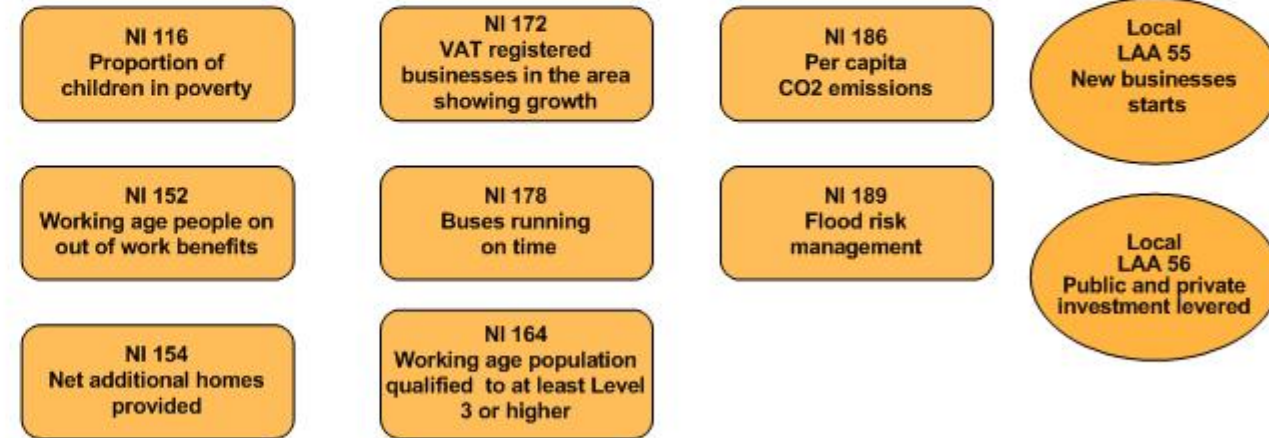 NI 116
Proportion of
children in poverty
NI 172
VAT registered
businesses in the area
showing growth
NI 186
Per capita
CO2 emissions
Local
LAA 55
New businesses
starts
NI 152
Working age people on
out of work benefits
NI 178
Buses running
on time
NI 189
Flood risk
management
Local
LAA 56
Public and private
investment levered
NI 154
Net additional homes
provided
NI 164
Working age population
qualified to at least Level
3 or higher